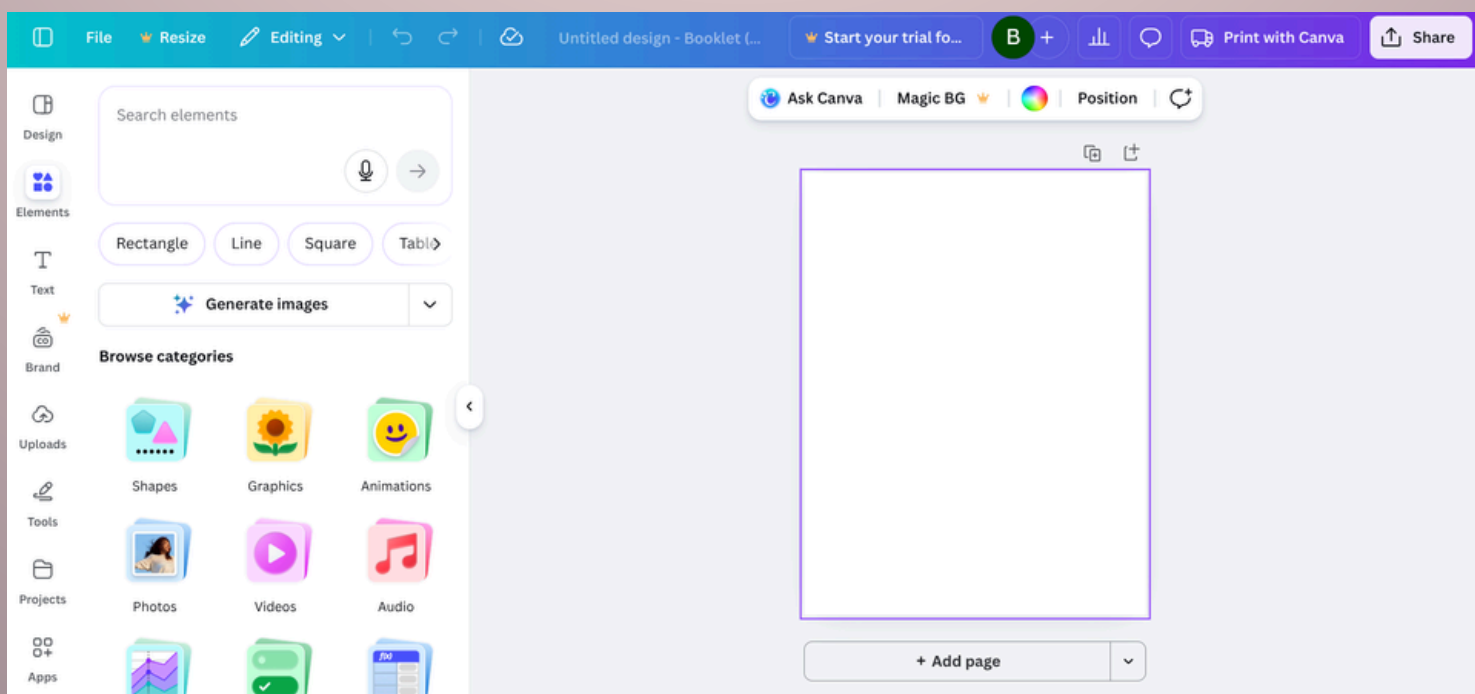 File
Resize
Editing
Untitled design - Booklet (...
Start your trial fo...
B
+
Print with Canva
Share
Design
Elements
Text
Brand
Uploads
Tools
Projects
Apps
Search elements
Rectangle
Line
Square
Table
Generate images
Browse categories
Shapes
Graphics
Animations
Photos
Videos
Audio
f(x)
Ask Canva
Magic BG
Position
+ Add page